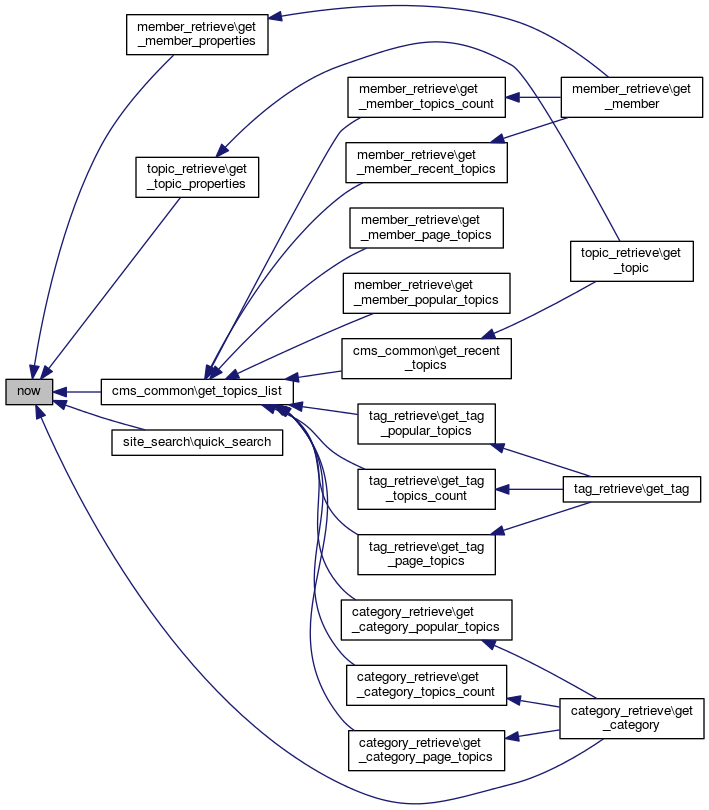 member_retrieve\get
_member_properties
member_retrieve\get
_member_topics_count
member_retrieve\get
_member
member_retrieve\get
_member_recent_topics
topic_retrieve\get
_topic_properties
member_retrieve\get
_member_page_topics
topic_retrieve\get
_topic
member_retrieve\get
_member_popular_topics
cms_common\get_recent
_topics
now
cms_common\get_topics_list
tag_retrieve\get_tag
_popular_topics
site_search\quick_search
tag_retrieve\get_tag
_topics_count
tag_retrieve\get_tag
tag_retrieve\get_tag
_page_topics
category_retrieve\get
_category_popular_topics
category_retrieve\get
_category_topics_count
category_retrieve\get
_category
category_retrieve\get
_category_page_topics